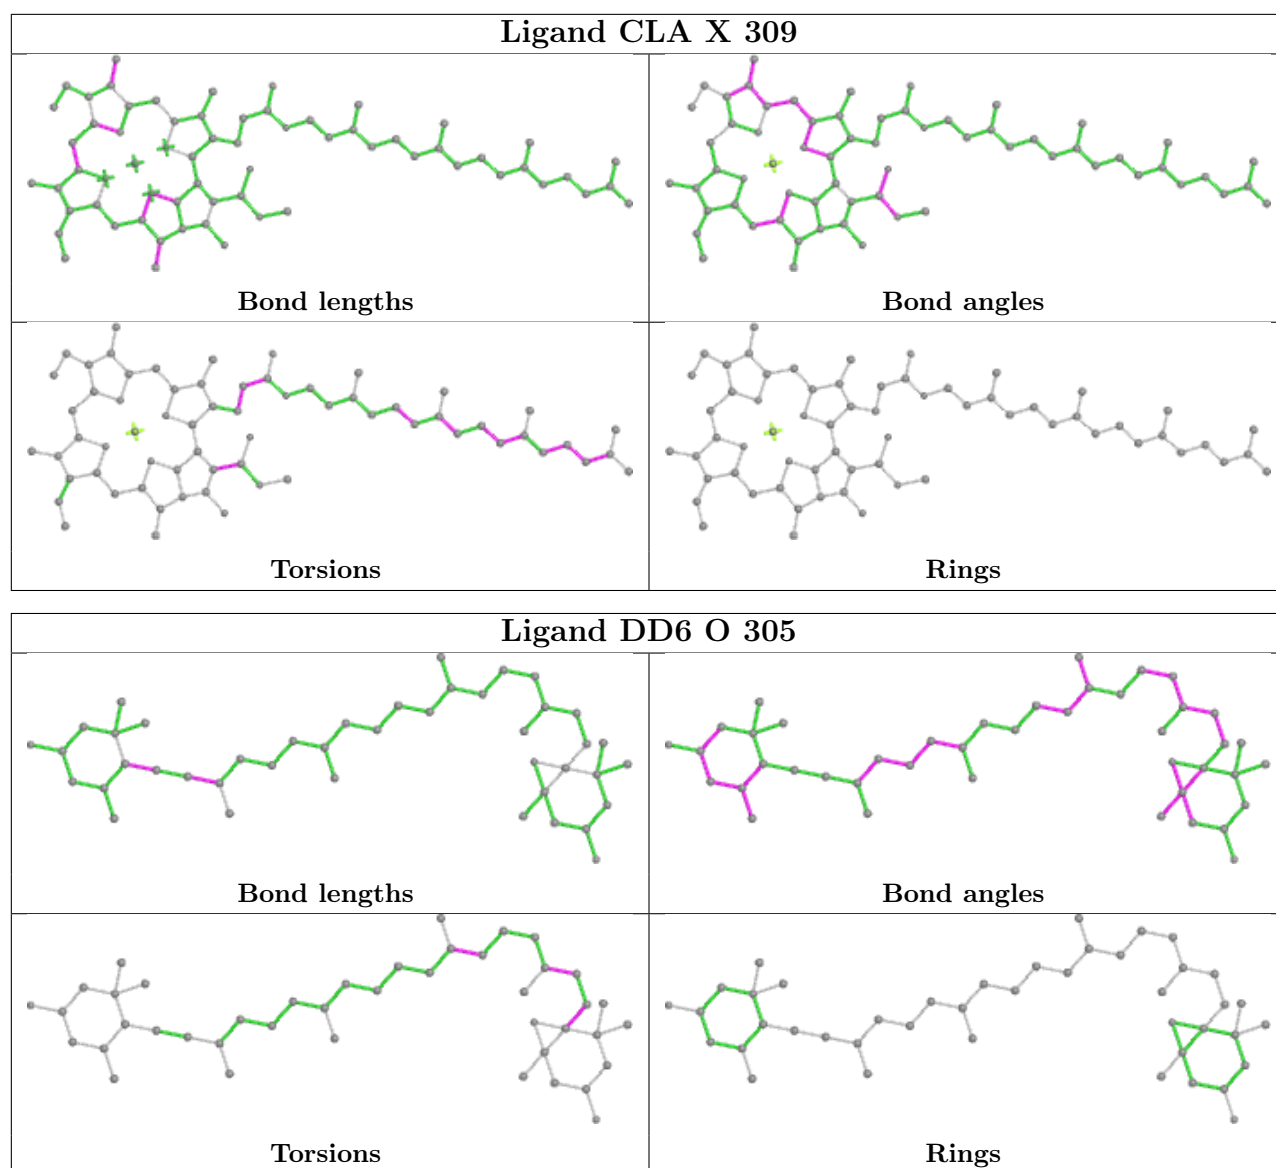 Ligand CLA X 309
Bond lengths
Bond angles
Torsions
Rings
Ligand DD6 O 305
Bond lengths
Bond angles
Torsions
Rings